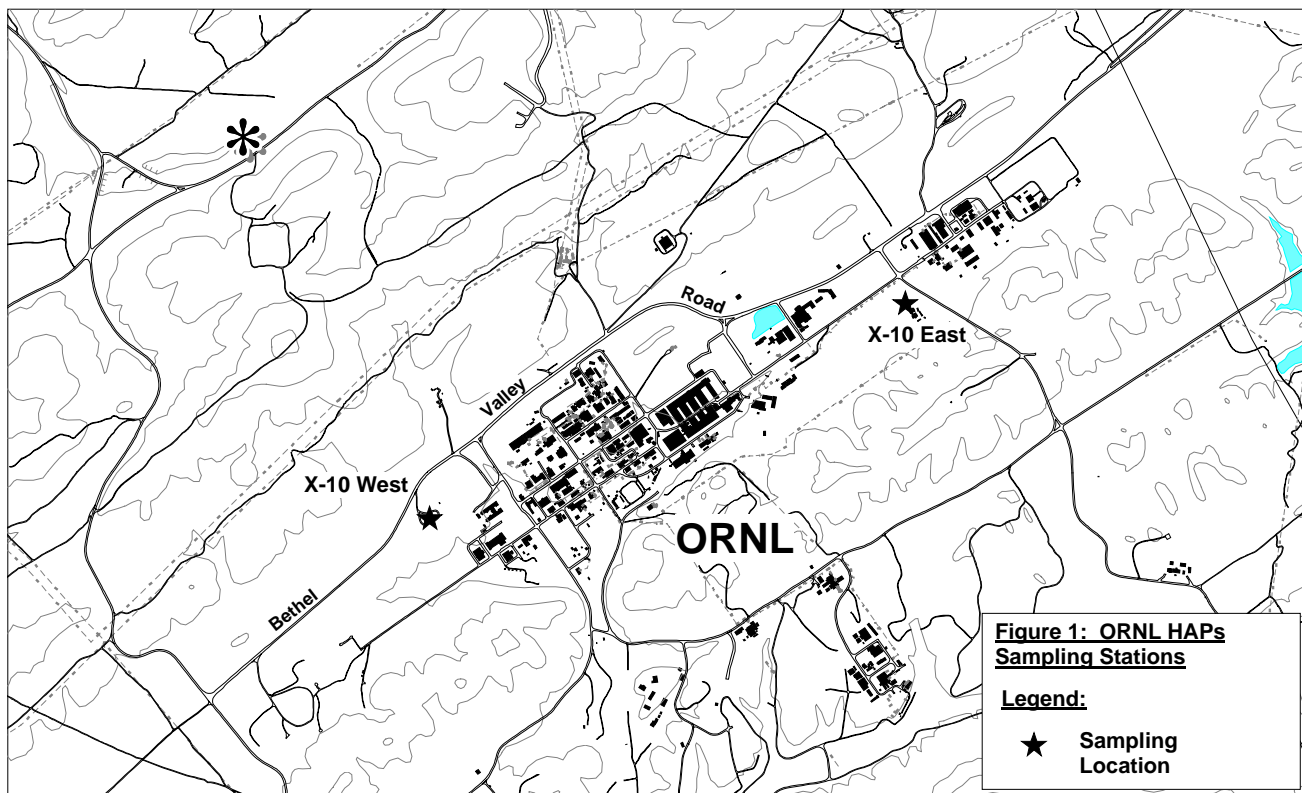 Road
X-10 East
Valley
X-10 West
ORNL
Bethel
Figure 1: ORNL HAPs
Sampling Stations
Legend:
Sampling
Location